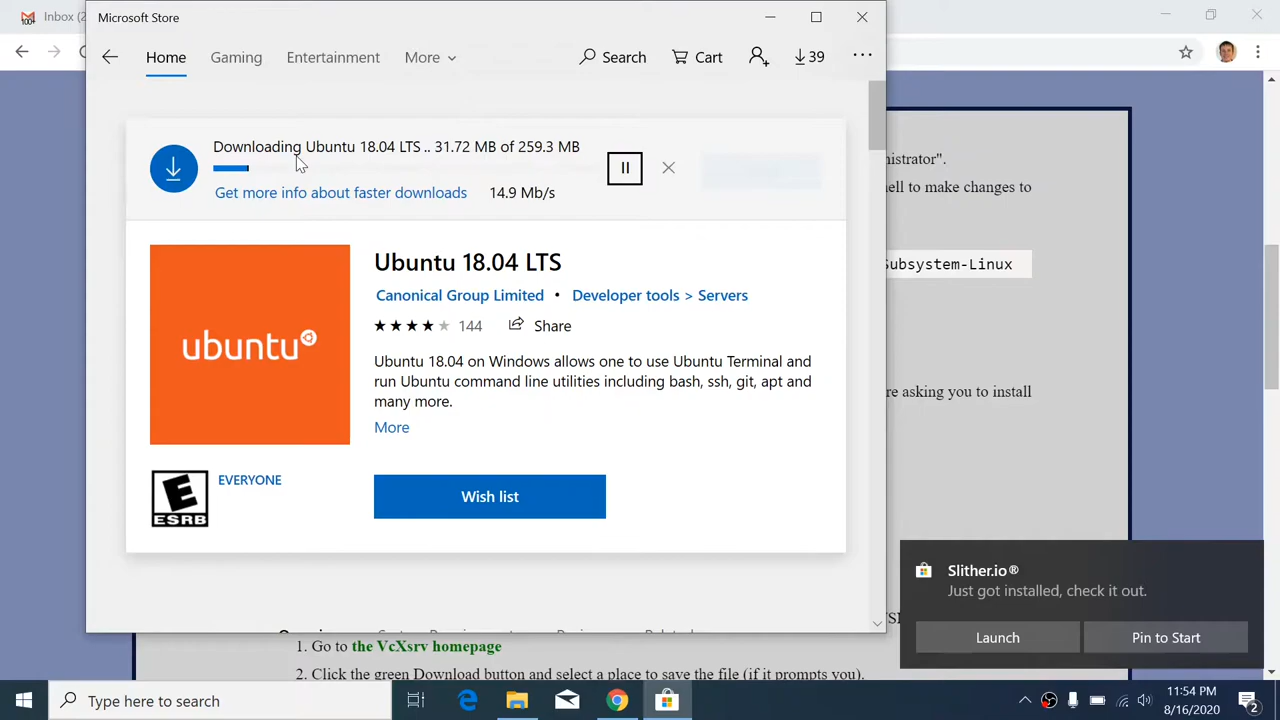 100+
Inbox (
Microsoft Store
Home Gaming Entertainment More Search Cart 39
Downloading Ubuntu 18.04 LTS .. 31.72 MB of 259.3 MB
Get more info about faster downloads 14.9 Mb/s
ubuntu
Ubuntu 18.04 LTS
Canonical Group Limited • Developer tools > Servers
144 Share
Ubuntu 18.04 on Windows allows one to use Ubuntu Terminal and
run Ubuntu command line utilities including bash, ssh, git, apt and
many more.
More
E
ESRB
EVERYONE
Wish list
nistrator".
ell to make changes to
Subsystem-Linux
re asking you to install
Slither.io®
Just got installed, check it out.
Launch Pin to Start
1. Go to the VcXsrv homepage
2. Click the green Download button and select a place to save the file (if it prompts you).
Type here to search
11:54 PM
8/16/2020
2